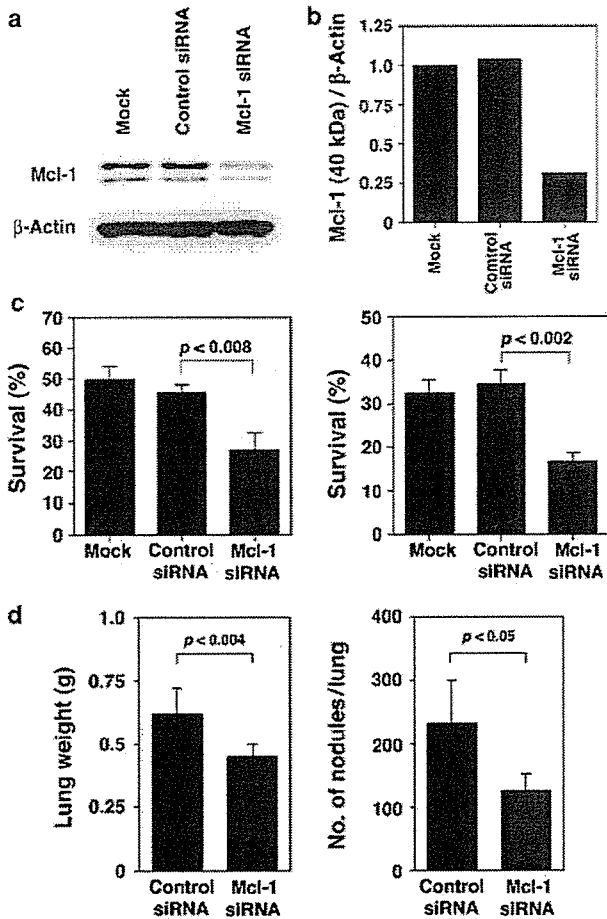 a
Mock
Control siRNA
Mcl-1 siRNA
Mcl-1
β-Actin
b
Mcl-1 (40 kDa) / β-Actin
1.25
1.0
0.75
0.5
0.25
0
Mock
Control
siRNA
Mcl-1
siRNA
c
Survival (%)
70
60
50
40
30
20
10
0
p < 0.008
Mock
Control
siRNA
Mcl-1
siRNA
Survival (%)
50
40
30
20
10
0
p < 0.002
Mock
Control
siRNA
Mcl-1
siRNA
d
Lung weight (g)
1.0
0.75
0.5
0.25
0
p < 0.004
Control
siRNA
Mcl-1
siRNA
No. of nodules/lung
400
300
200
100
0
p < 0.05
Control
siRNA
Mcl-1
siRNA